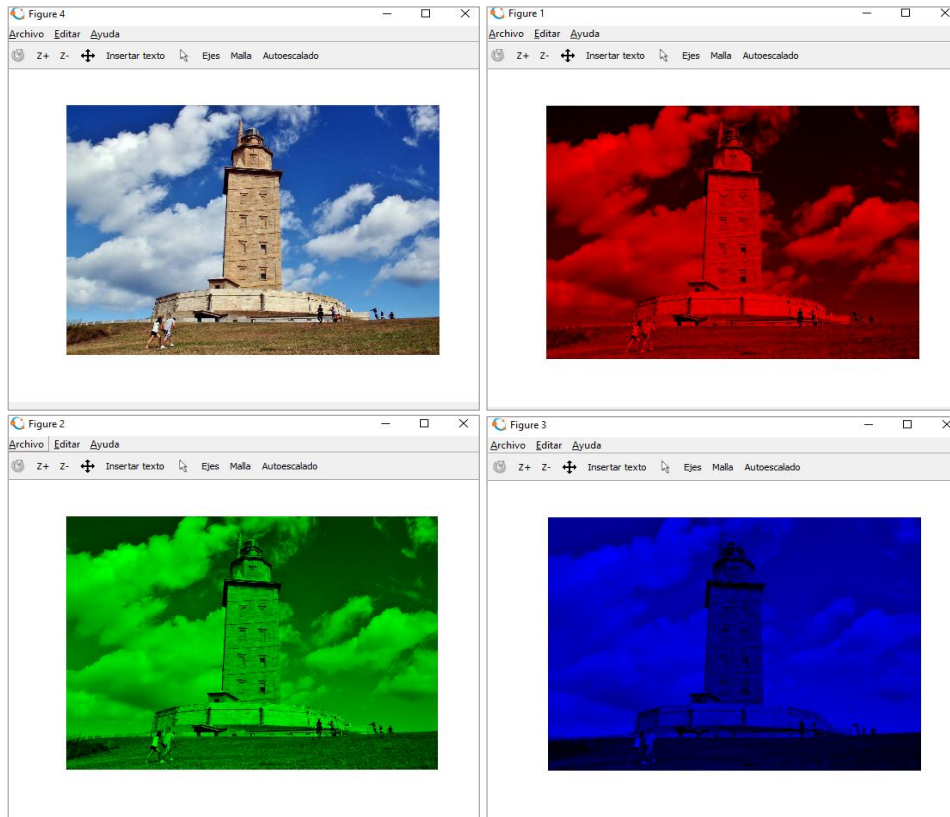 Figure 4
Archivo Editar Ayuda
Z+ Z- Insertar texto Ejes Malla Autoescalado
Figure 1
Archivo Editar Ayuda
Z+ Z- Insertar texto Ejes Malla Autoescalado
Figure 2
Archivo Editar Ayuda
Z+ Z- Insertar texto Ejes Malla Autoescalado
Figure 3
Archivo Editar Ayuda
Z+ Z- Insertar texto Ejes Malla Autoescalado